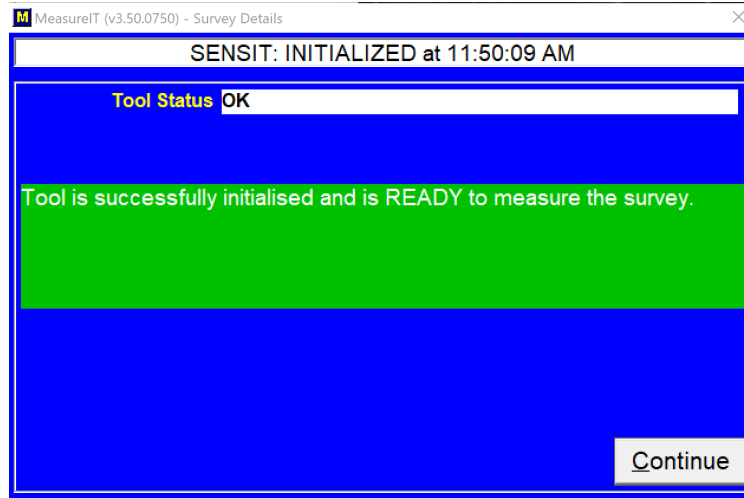 M MeasureIT (v3.50.0750) - Survey Details
SENSIT: INITIALIZED at 11:50:09 AM
Tool Status OK
Tool is successfully initialised and is READY to measure the survey.
Continue